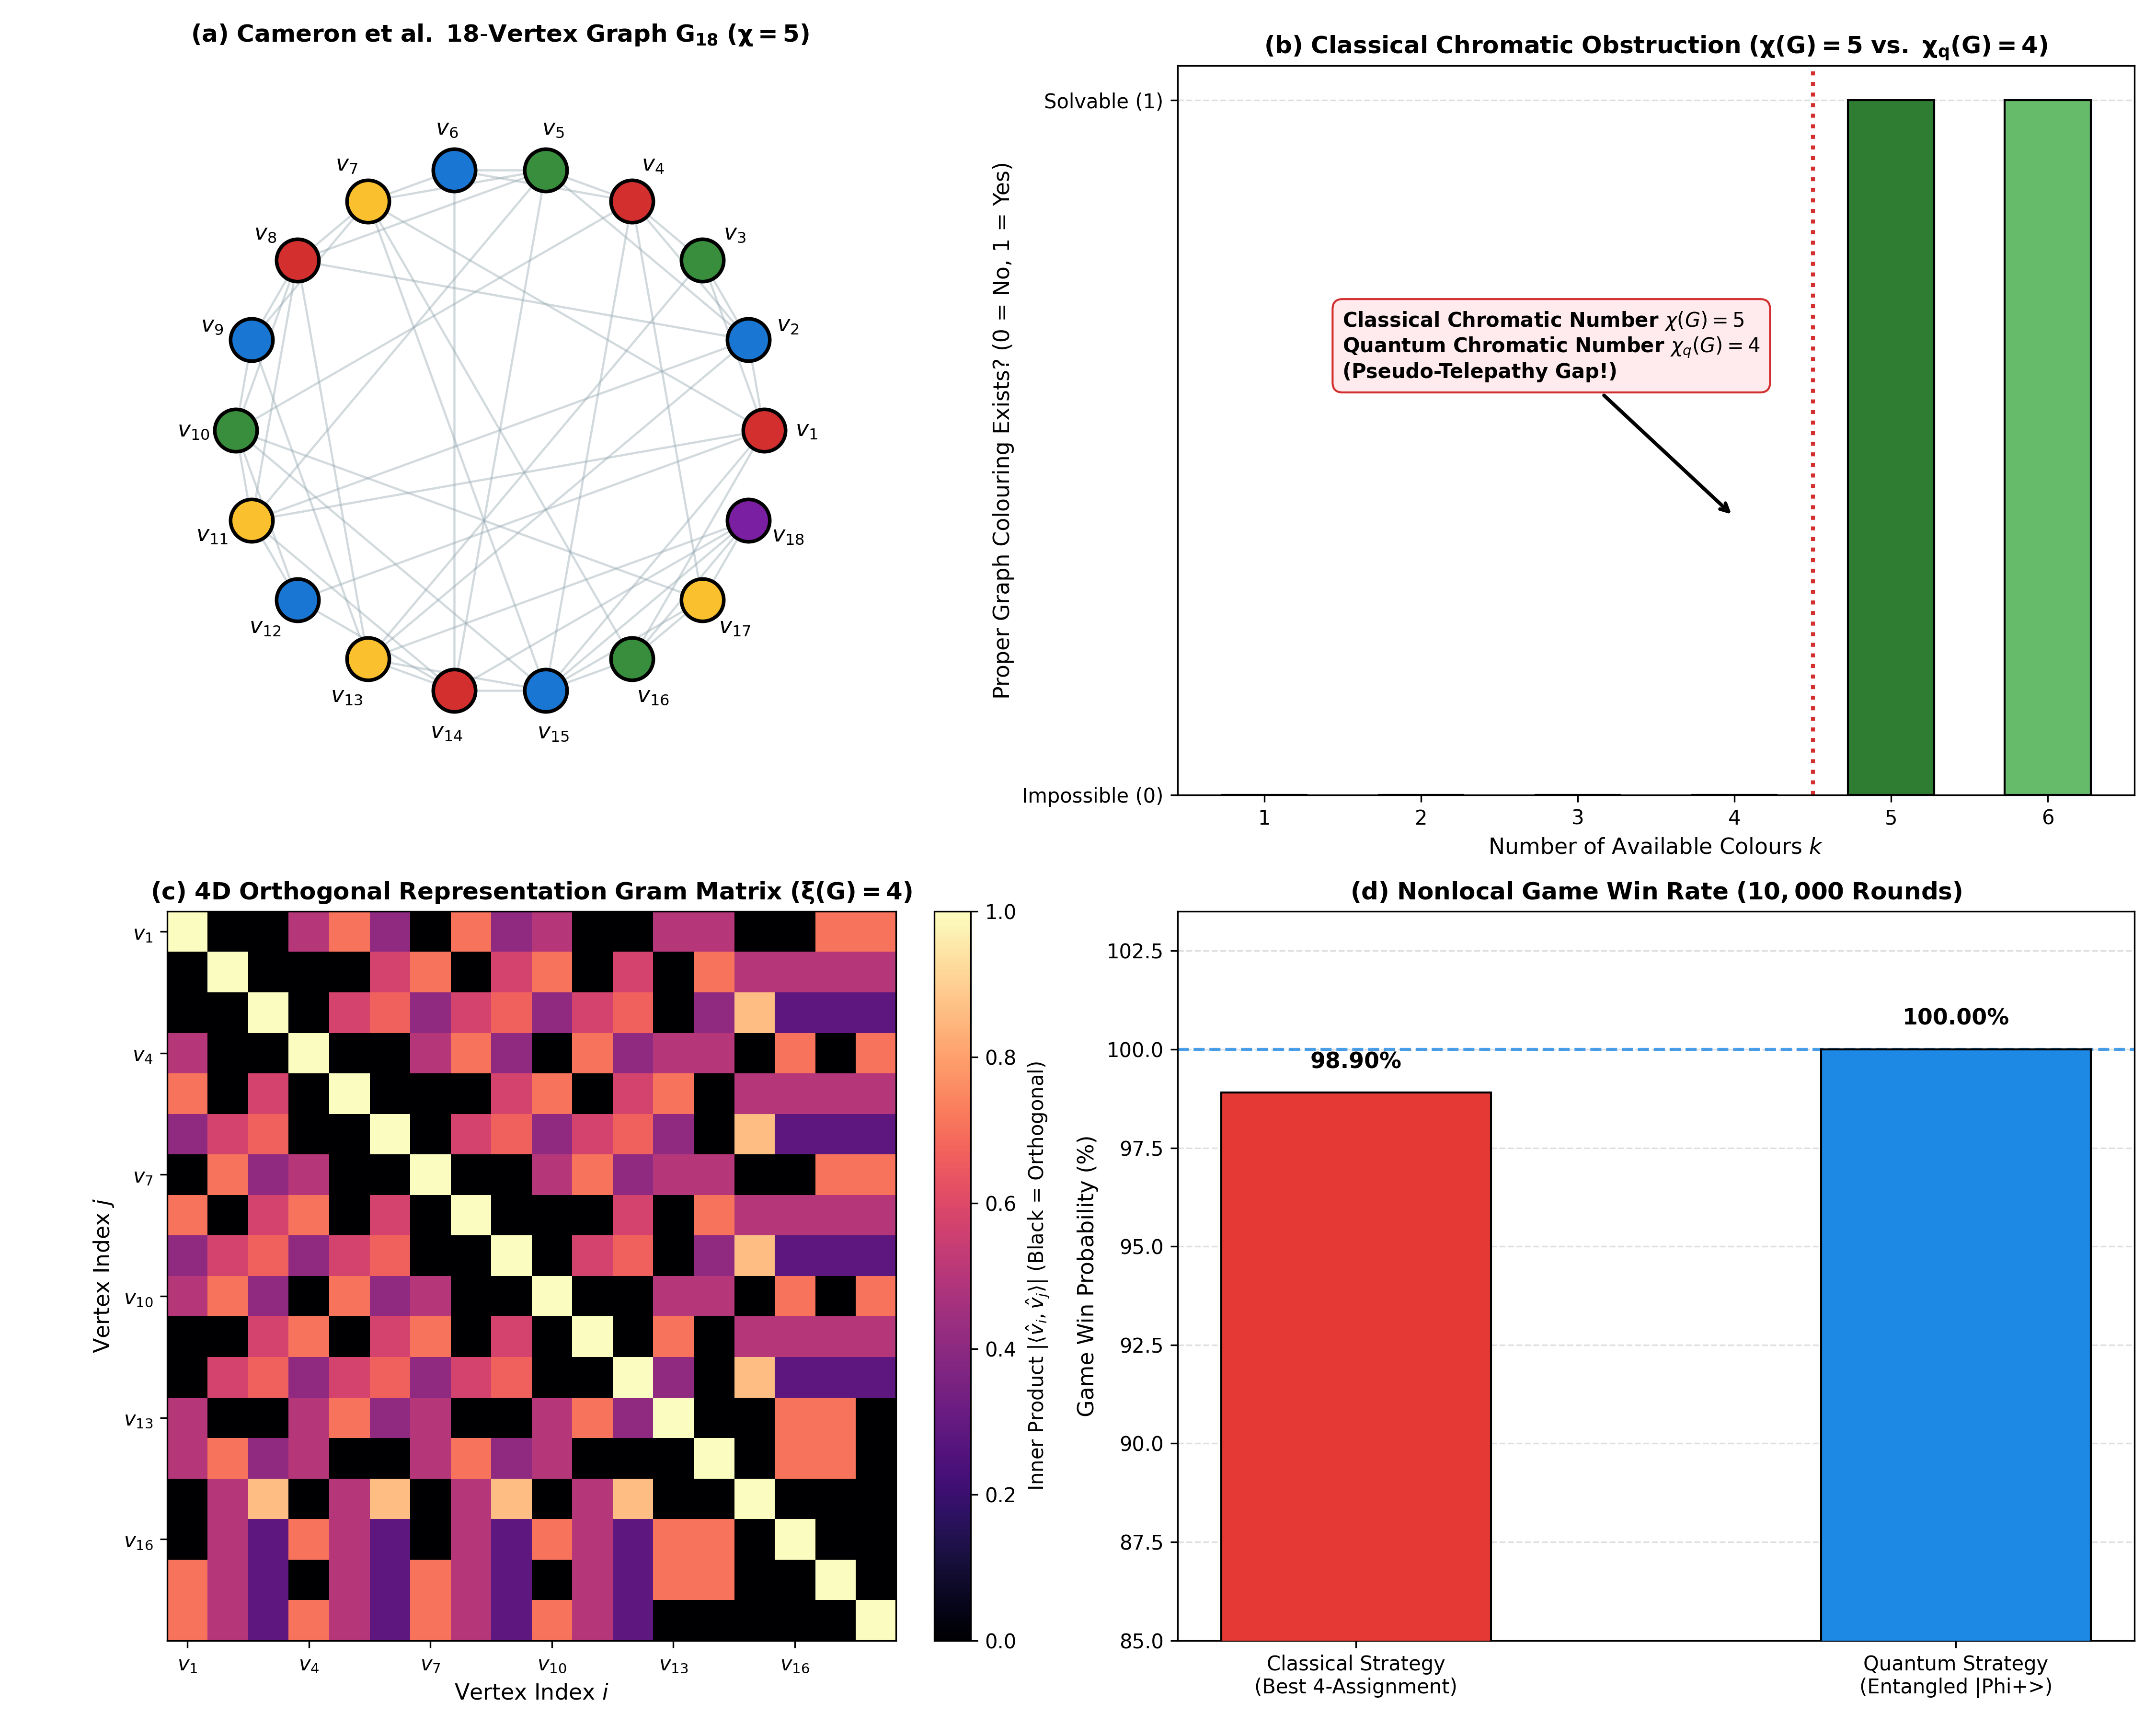 (a) Cameron et al. 18-Vertex Graph G₁₈ (χ = 5)
v₆
v₅
v₇
v₄
v₈
v₃
v₉
v₂
v₁₀
v₁
v₁₁
v₁₈
v₁₂
v₁₇
v₁₃
v₁₆
v₁₄
v₁₅
(b) Classical Chromatic Obstruction (χ(G) = 5 vs. χ_q(G) = 4)
Proper Graph Colouring Exists? (0 = No, 1 = Yes)
Solvable (1)
Impossible (0)
Classical Chromatic Number χ(G) = 5
Quantum Chromatic Number χ_q(G) = 4
(Pseudo-Telepathy Gap!)
1 2 3 4 5 6
Number of Available Colours k
(c) 4D Orthogonal Representation Gram Matrix (ξ(G) = 4)
Vertex Index j
v₁
v₄
v₇
v₁₀
v₁₃
v₁₆
v₁ v₄ v₇ v₁₀ v₁₃ v₁₆
Vertex Index i
1.0
0.8
0.6
0.4
0.2
0.0
Inner Product |⟨v̂ᵢ, v̂ⱼ⟩| (Black = Orthogonal)
(d) Nonlocal Game Win Rate (10,000 Rounds)
Game Win Probability (%)
102.5
100.0
97.5
95.0
92.5
90.0
87.5
85.0
98.90%
100.00%
Classical Strategy
(Best 4-Assignment)
Quantum Strategy
(Entangled |Phi+>)